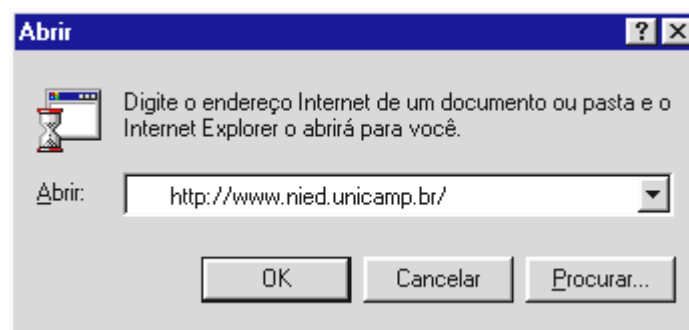 Abrir
Digite o endereço Internet de um documento ou pasta e o
Internet Explorer o abrirá para você.
Abrir: http://www.nied.unicamp.br/
OK Cancelar Procurar...